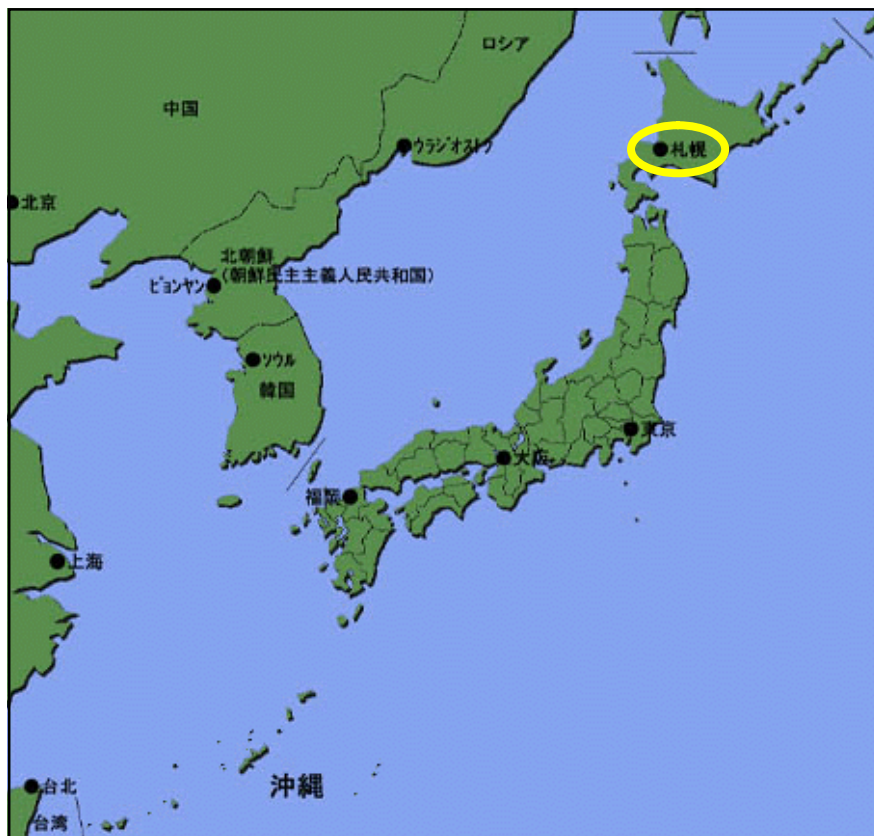 ロシア
中国
ウラジオストク
札幌
北京
北朝鮮
(朝鮮民主主義人民共和国)
ピョンヤン
ソウル
韓国
東京
大阪
福岡
上海
沖縄
台北
台湾